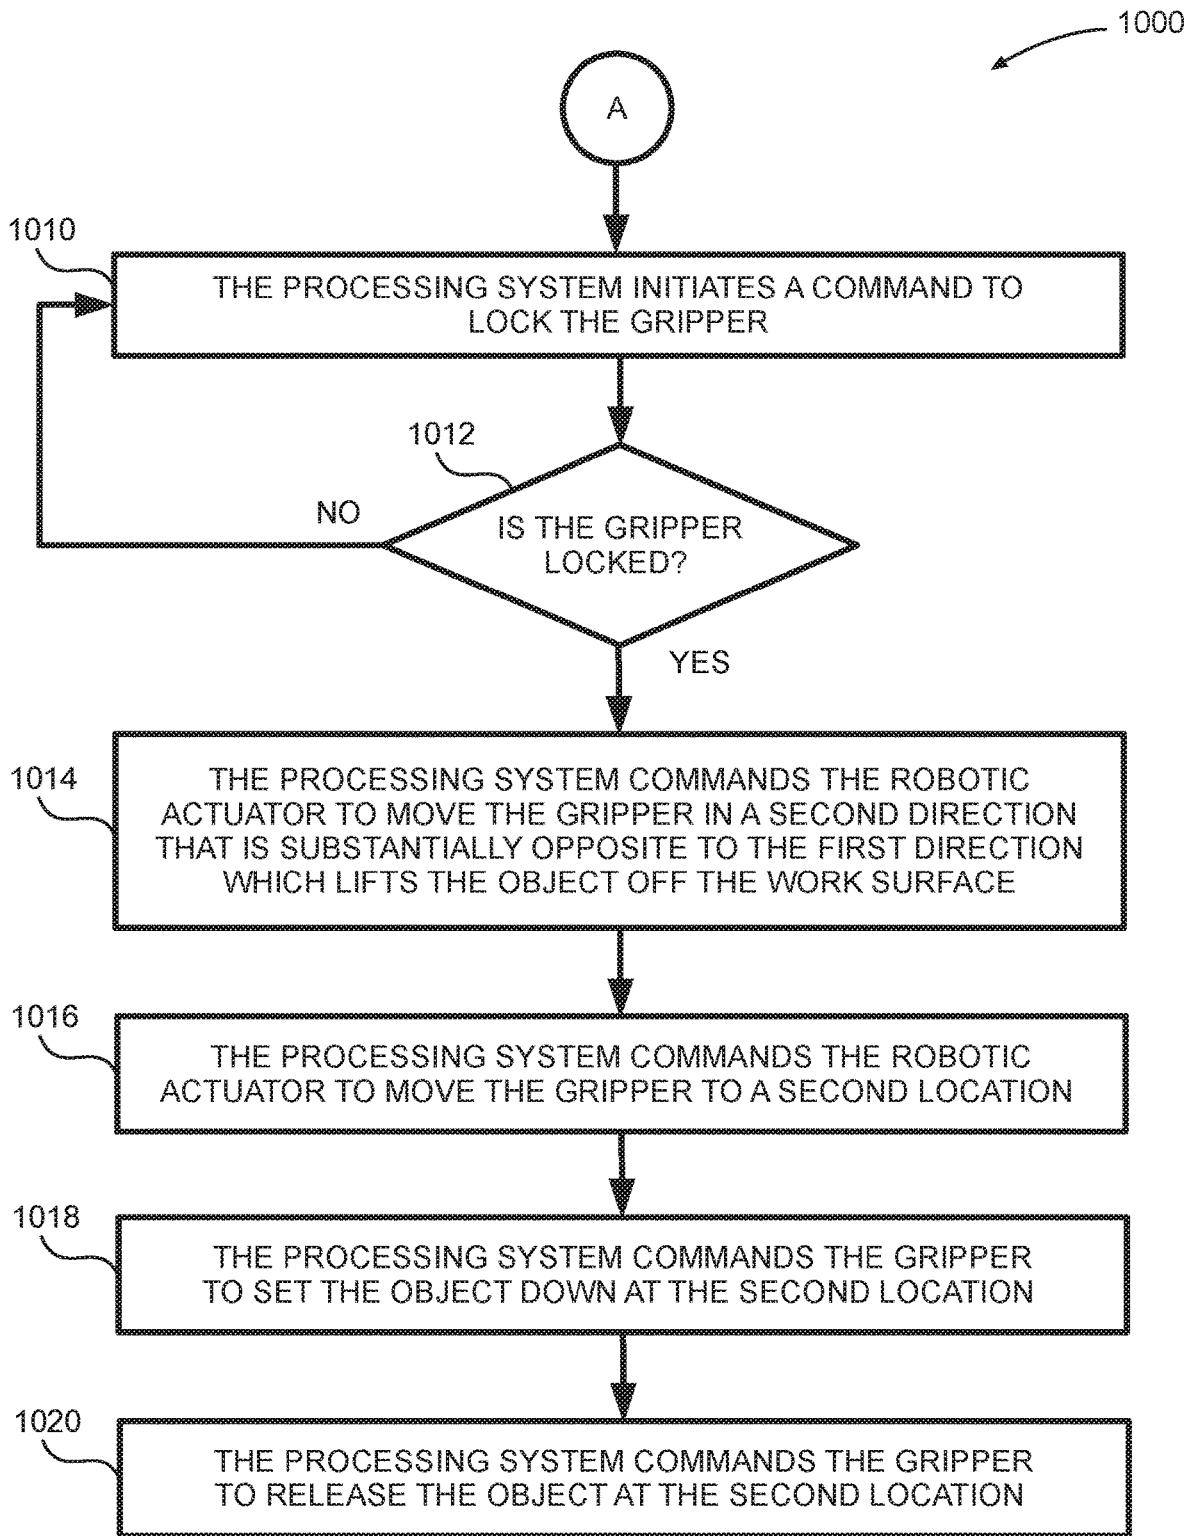 1000
A
1010
THE PROCESSING SYSTEM INITIATES A COMMAND TO
LOCK THE GRIPPER
1012
NO
IS THE GRIPPER
LOCKED?
YES
1014
THE PROCESSING SYSTEM COMMANDS THE ROBOTIC
ACTUATOR TO MOVE THE GRIPPER IN A SECOND DIRECTION
THAT IS SUBSTANTIALLY OPPOSITE TO THE FIRST DIRECTION
WHICH LIFTS THE OBJECT OFF THE WORK SURFACE
1016
THE PROCESSING SYSTEM COMMANDS THE ROBOTIC
ACTUATOR TO MOVE THE GRIPPER TO A SECOND LOCATION
1018
THE PROCESSING SYSTEM COMMANDS THE GRIPPER
TO SET THE OBJECT DOWN AT THE SECOND LOCATION
1020
THE PROCESSING SYSTEM COMMANDS THE GRIPPER
TO RELEASE THE OBJECT AT THE SECOND LOCATION